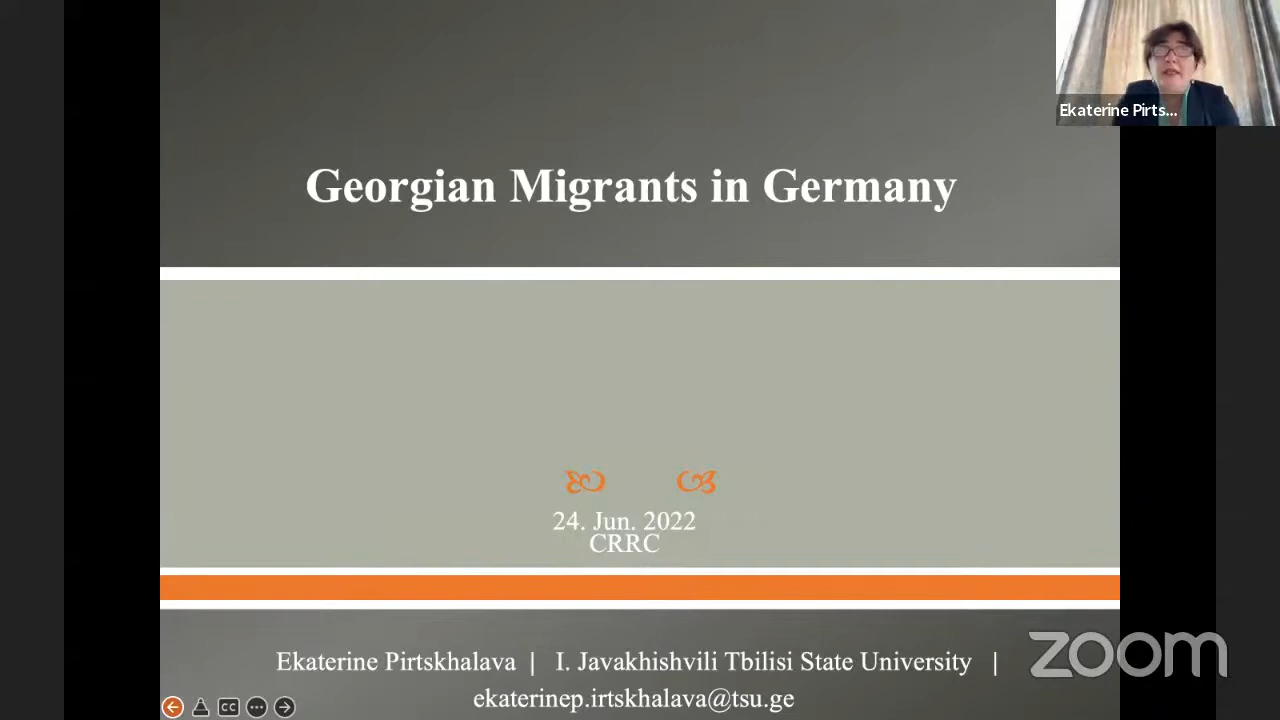 Ekaterine Pirts...
Georgian Migrants in Germany
24. Jun. 2022
CRRC
Ekaterine Pirtskhalava | I. Javakhishvili Tbilisi State University |
ekaterinep.irtskhalava@tsu.ge
zoom
CC